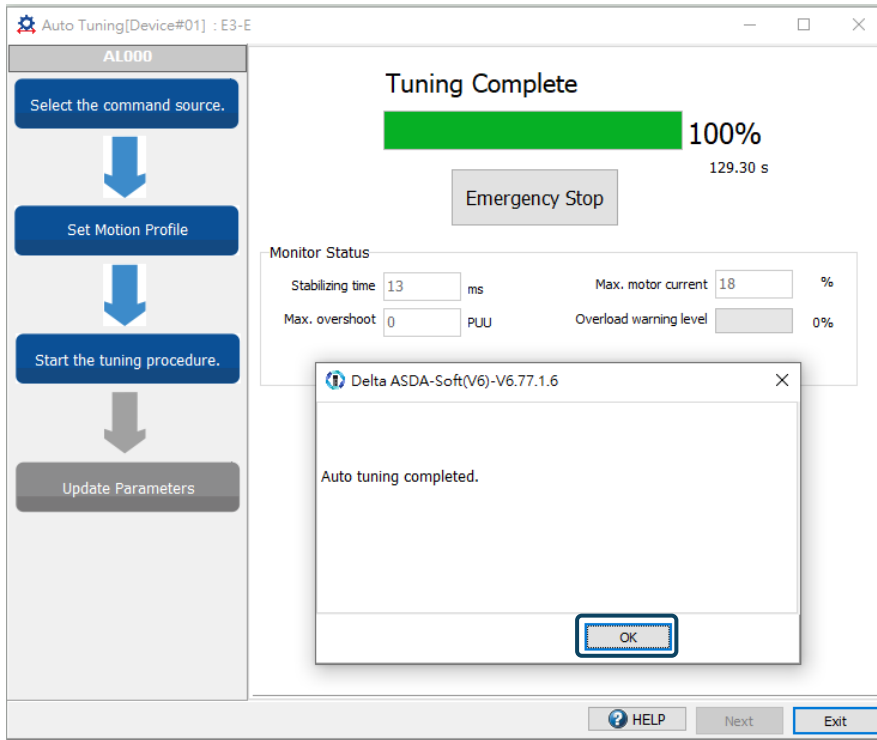 Auto Tuning[Device#01] : E3-E
AL000
Select the command source.
Set Motion Profile
Start the tuning procedure.
Update Parameters
Tuning Complete
100%
129.30 s
Emergency Stop
Monitor Status
Stabilizing time 13 ms Max. motor current 18 %
Max. overshoot 0 PUU Overload warning level 0%
Delta ASDA-Soft(V6)-V6.77.1.6
Auto tuning completed.
OK
HELP Next Exit